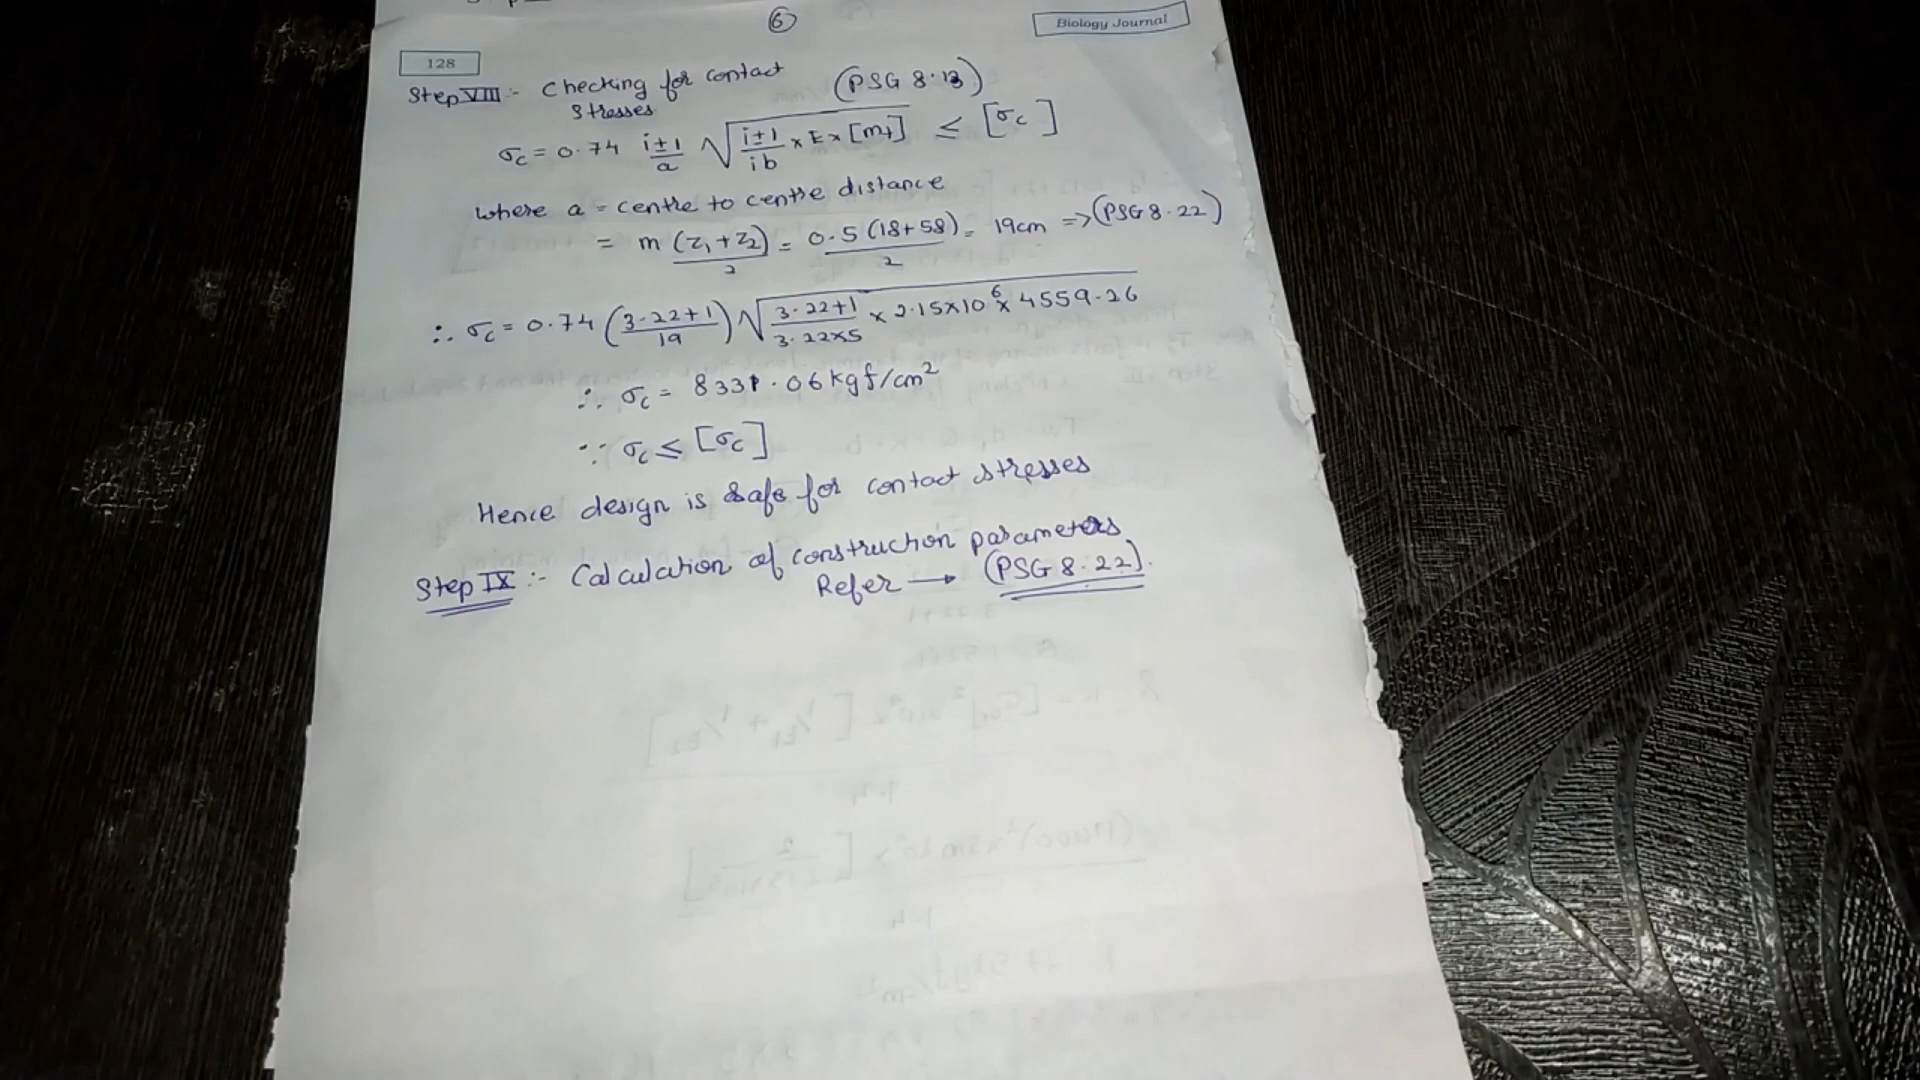 6
Biology Journal
128
Step VIII :- Checking for contact stresses (PSG 8.13)
σc = 0.74 i±1/a √(i±1/ib × E × [mt]) ≤ [σc]
where a = centre to centre distance
= m (z1+z2)/2 = 0.5 (18+58)/2 = 19cm => (PSG 8.22)
∴ σc = 0.74 (3.22+1/19) √(3.22+1/3.22×5 × 2.15×10^6 × 4559.26)
∴ σc = 8331.06 kgf/cm²
∵ σc ≤ [σc]
Hence design is safe for contact stresses
Step IX :- Calculation of construction parameters
Refer → (PSG 8.22).